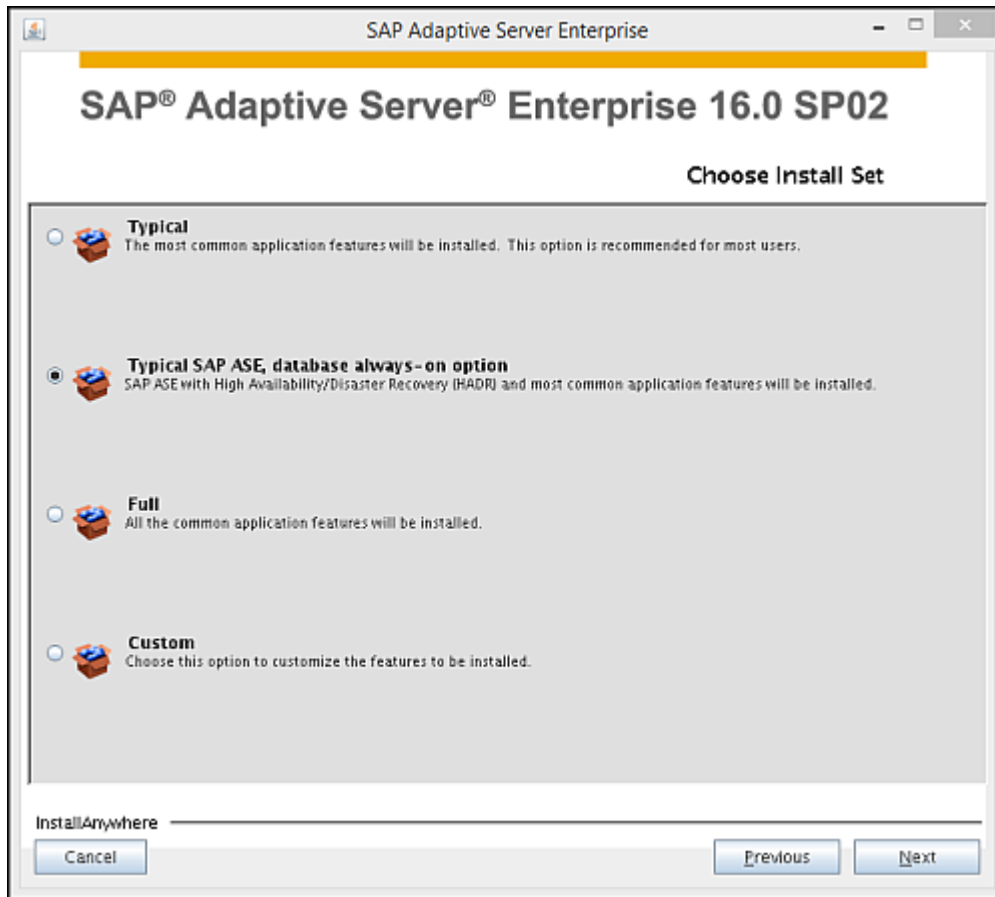 SAP Adaptive Server Enterprise
SAP® Adaptive Server® Enterprise 16.0 SP02
Choose Install Set
Typical
The most common application features will be installed. This option is recommended for most users.
Typical SAP ASE, database always-on option
SAP ASE with High Availability/Disaster Recovery (HADR) and most common application features will be installed.
Full
All the common application features will be installed.
Custom
Choose this option to customize the features to be installed.
InstallAnywhere
Cancel
Previous
Next